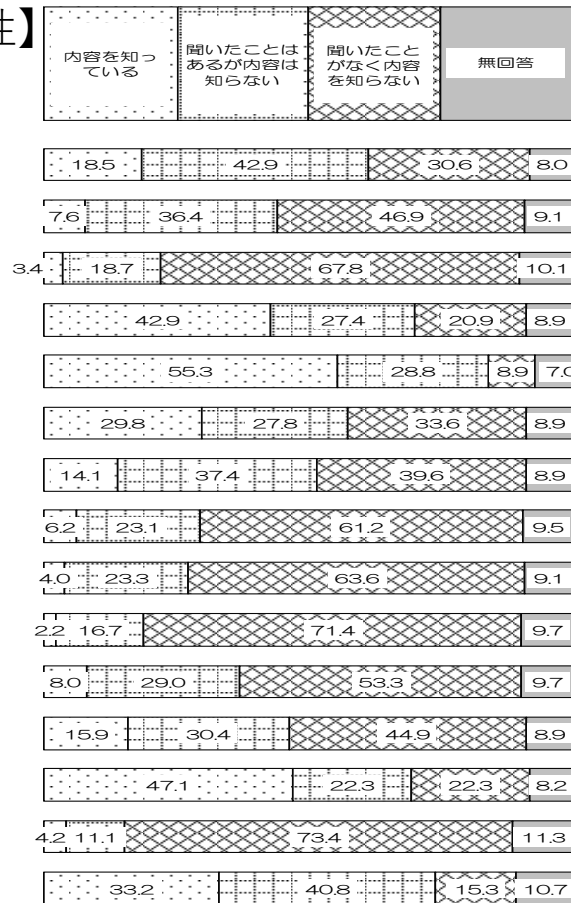 性】
内容を知っ
ている
聞いたことは
あるが内容は
知らない
聞いたこと
がなく内容
を知らない
無回答
18.5 42.9 30.6 8.0
7.6 36.4 46.9 9.1
3.4 18.7 67.8 10.1
42.9 27.4 20.9 8.9
55.3 28.8 8.9 7.0
29.8 27.8 33.6 8.9
14.1 37.4 39.6 8.9
6.2 23.1 61.2 9.5
4.0 23.3 63.6 9.1
2.2 16.7 71.4 9.7
8.0 29.0 53.3 9.7
15.9 30.4 44.9 8.9
47.1 22.3 22.3 8.2
4.2 11.1 73.4 11.3
33.2 40.8 15.3 10.7